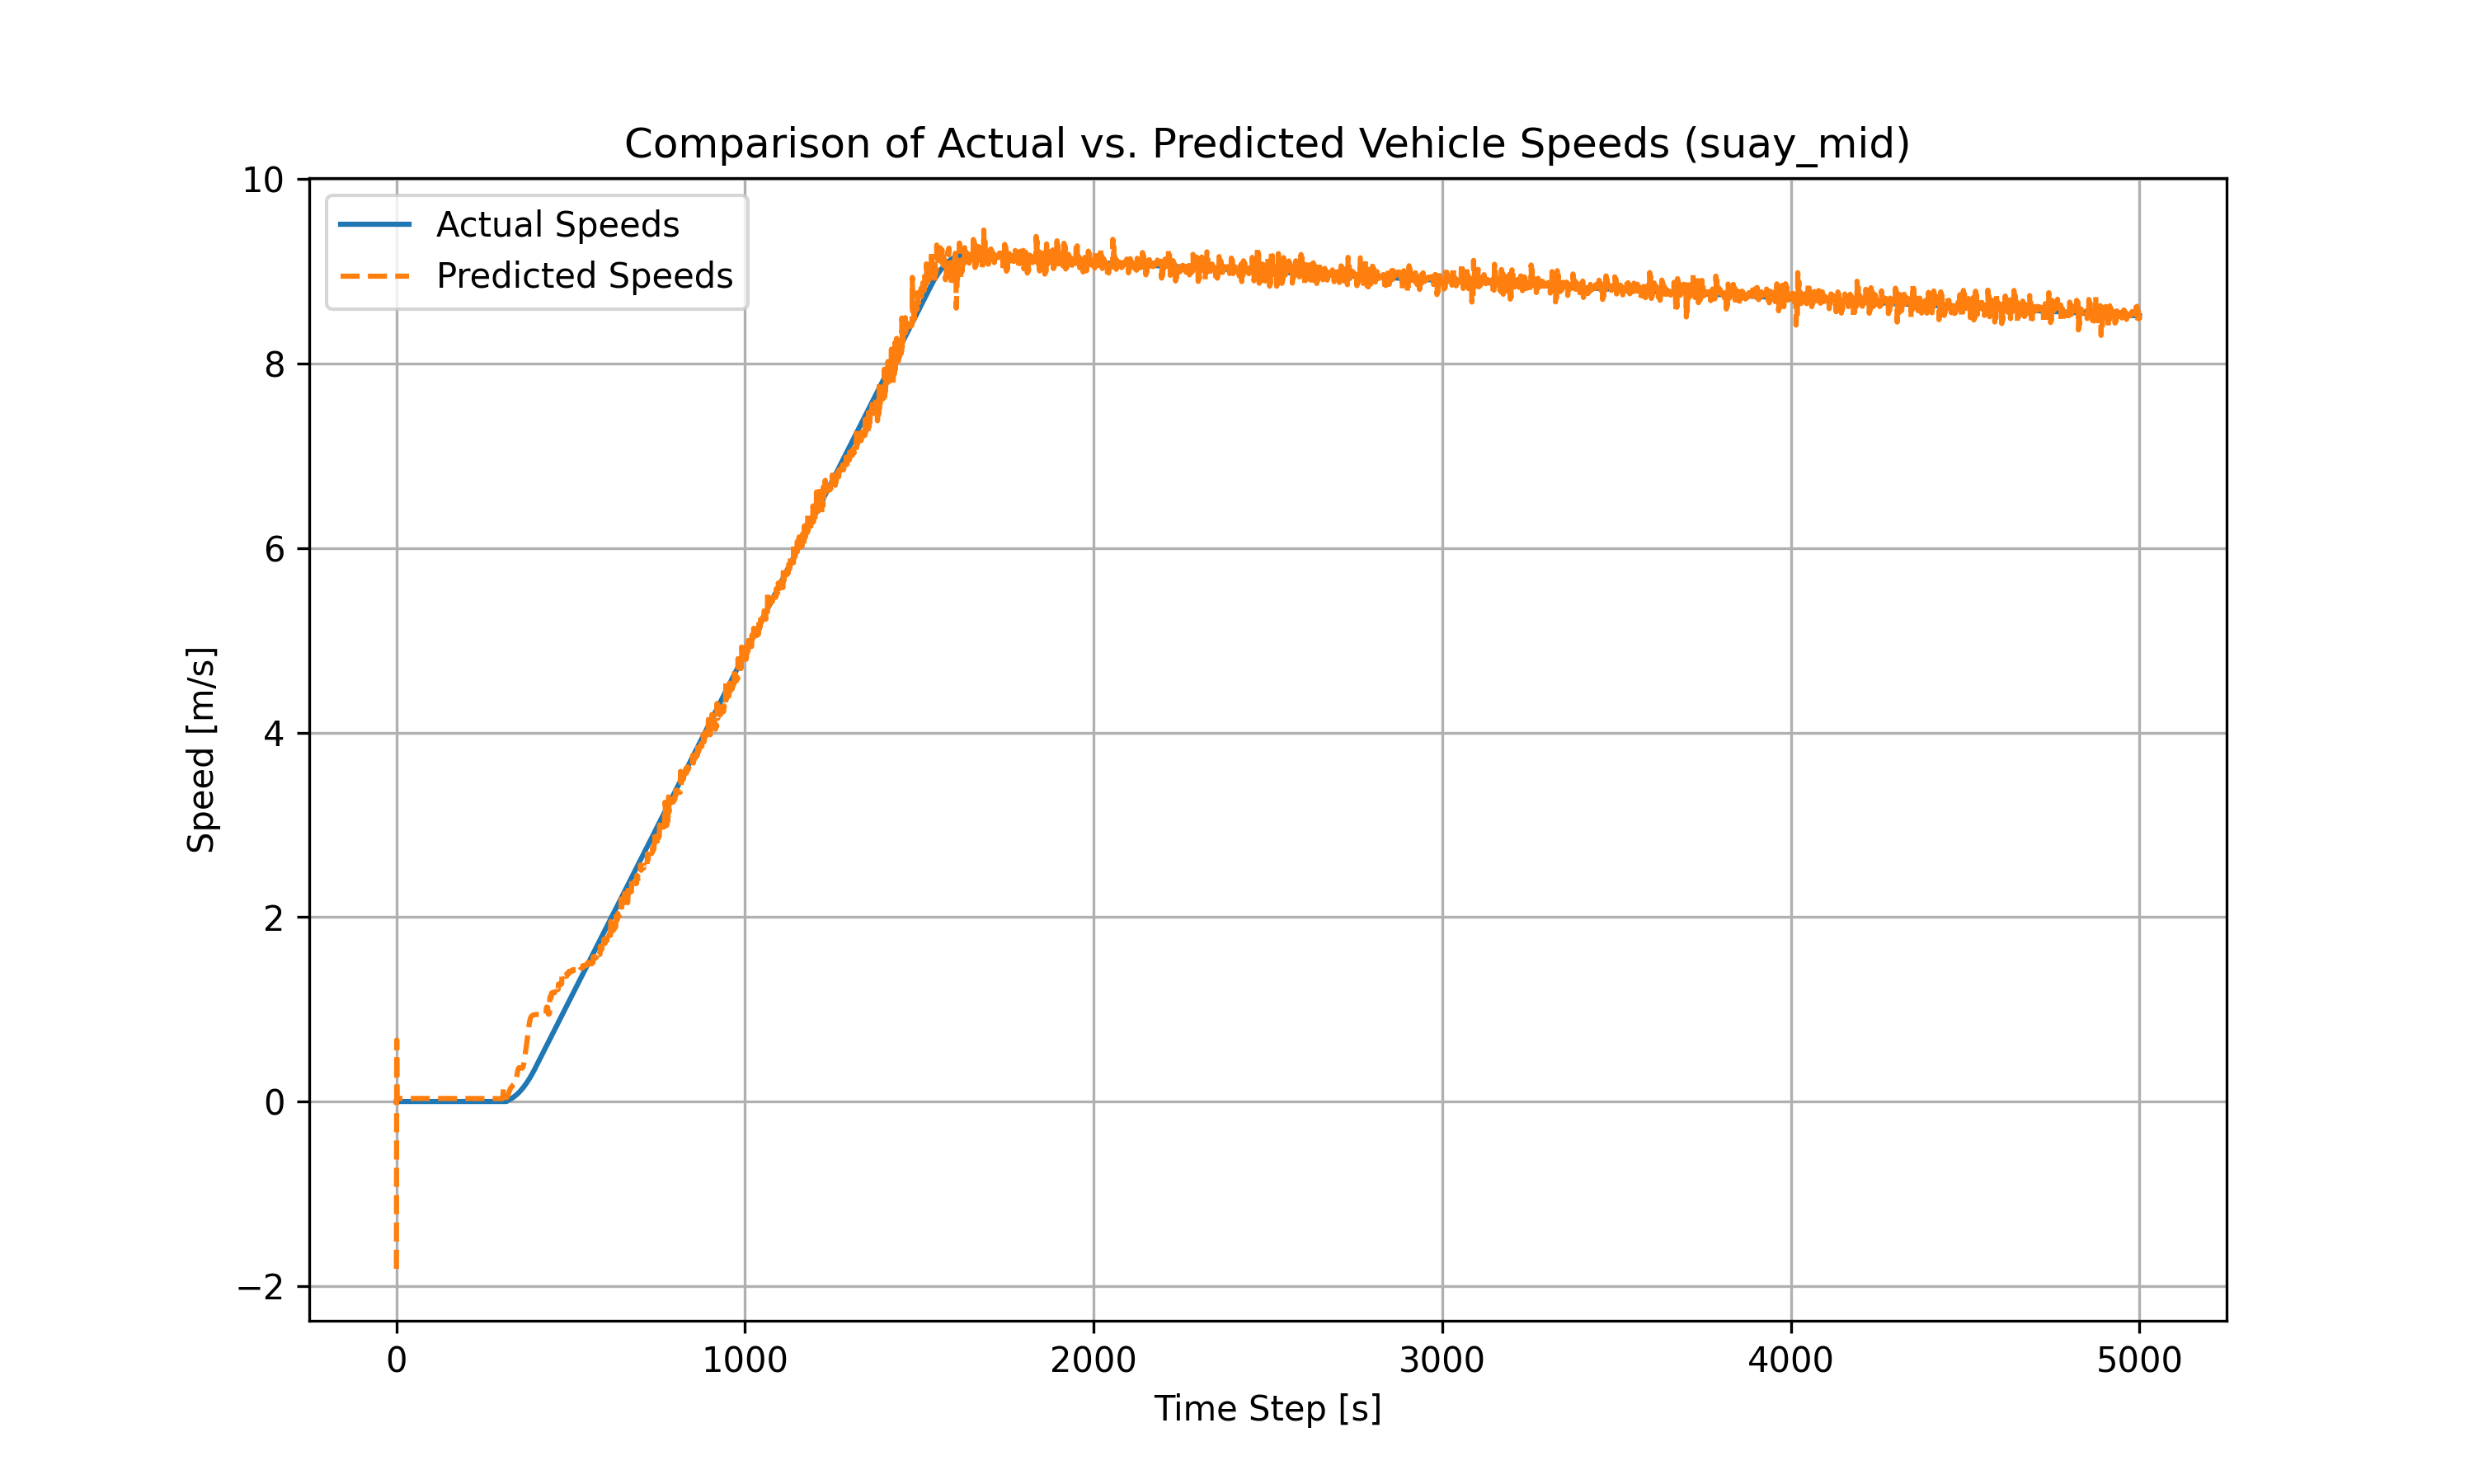 Comparison of Actual vs. Predicted Vehicle Speeds (suay_mid)
Actual Speeds
Predicted Speeds
10
8
6
4
2
0
−2
Speed [m/s]
0 1000 2000 3000 4000 5000
Time Step [s]